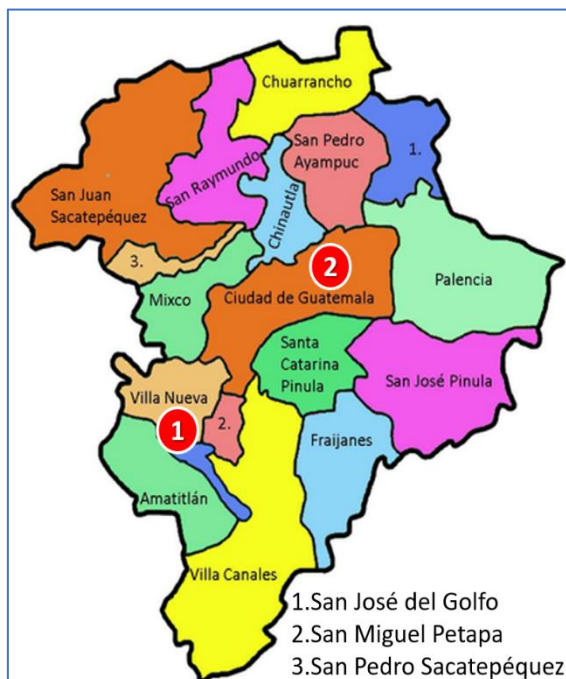 Chuarrancho
San Pedro
Ayampuc
1.
San Raymundo
San Juan
Sacatepéquez
Chinautla
3.
Mixco
2
Ciudad de Guatemala
Palencia
Santa
Catarina
Pinula
San José Pinula
Villa Nueva
1
2.
Fraijanes
Amatitlán
Villa Canales
1.San José del Golfo
2.San Miguel Petapa
3.San Pedro Sacatepéquez